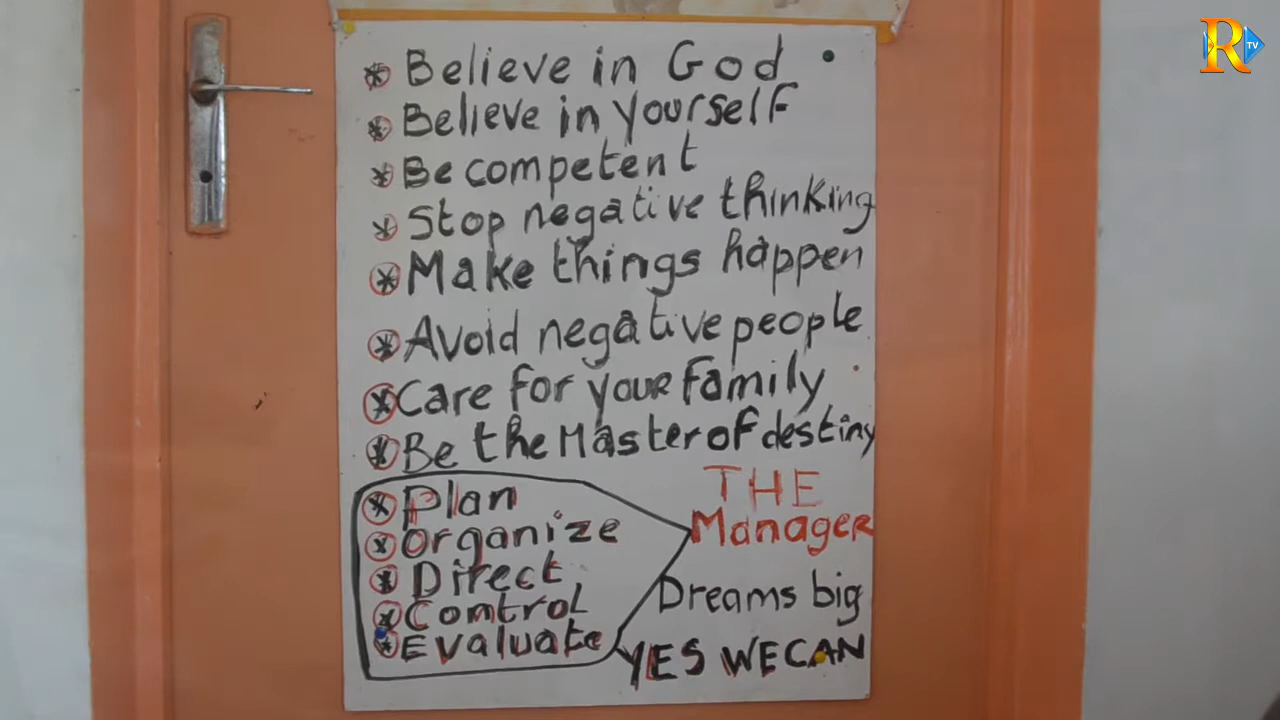 R TV
* Believe in God
* Believe in yourself
* Be competent
* Stop negative thinking
* Make things happen
* Avoid negative people
* Care for your family
* Be the Master of destiny
* Plan
* Organize
* Direct
* Control
* Evaluate
THE
Manager
Dreams big
YES WE CAN